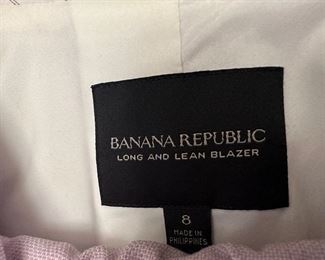 BANANA REPUBLIC
LONG AND LEAN BLAZER
8
MADE IN
PHILIPPINES